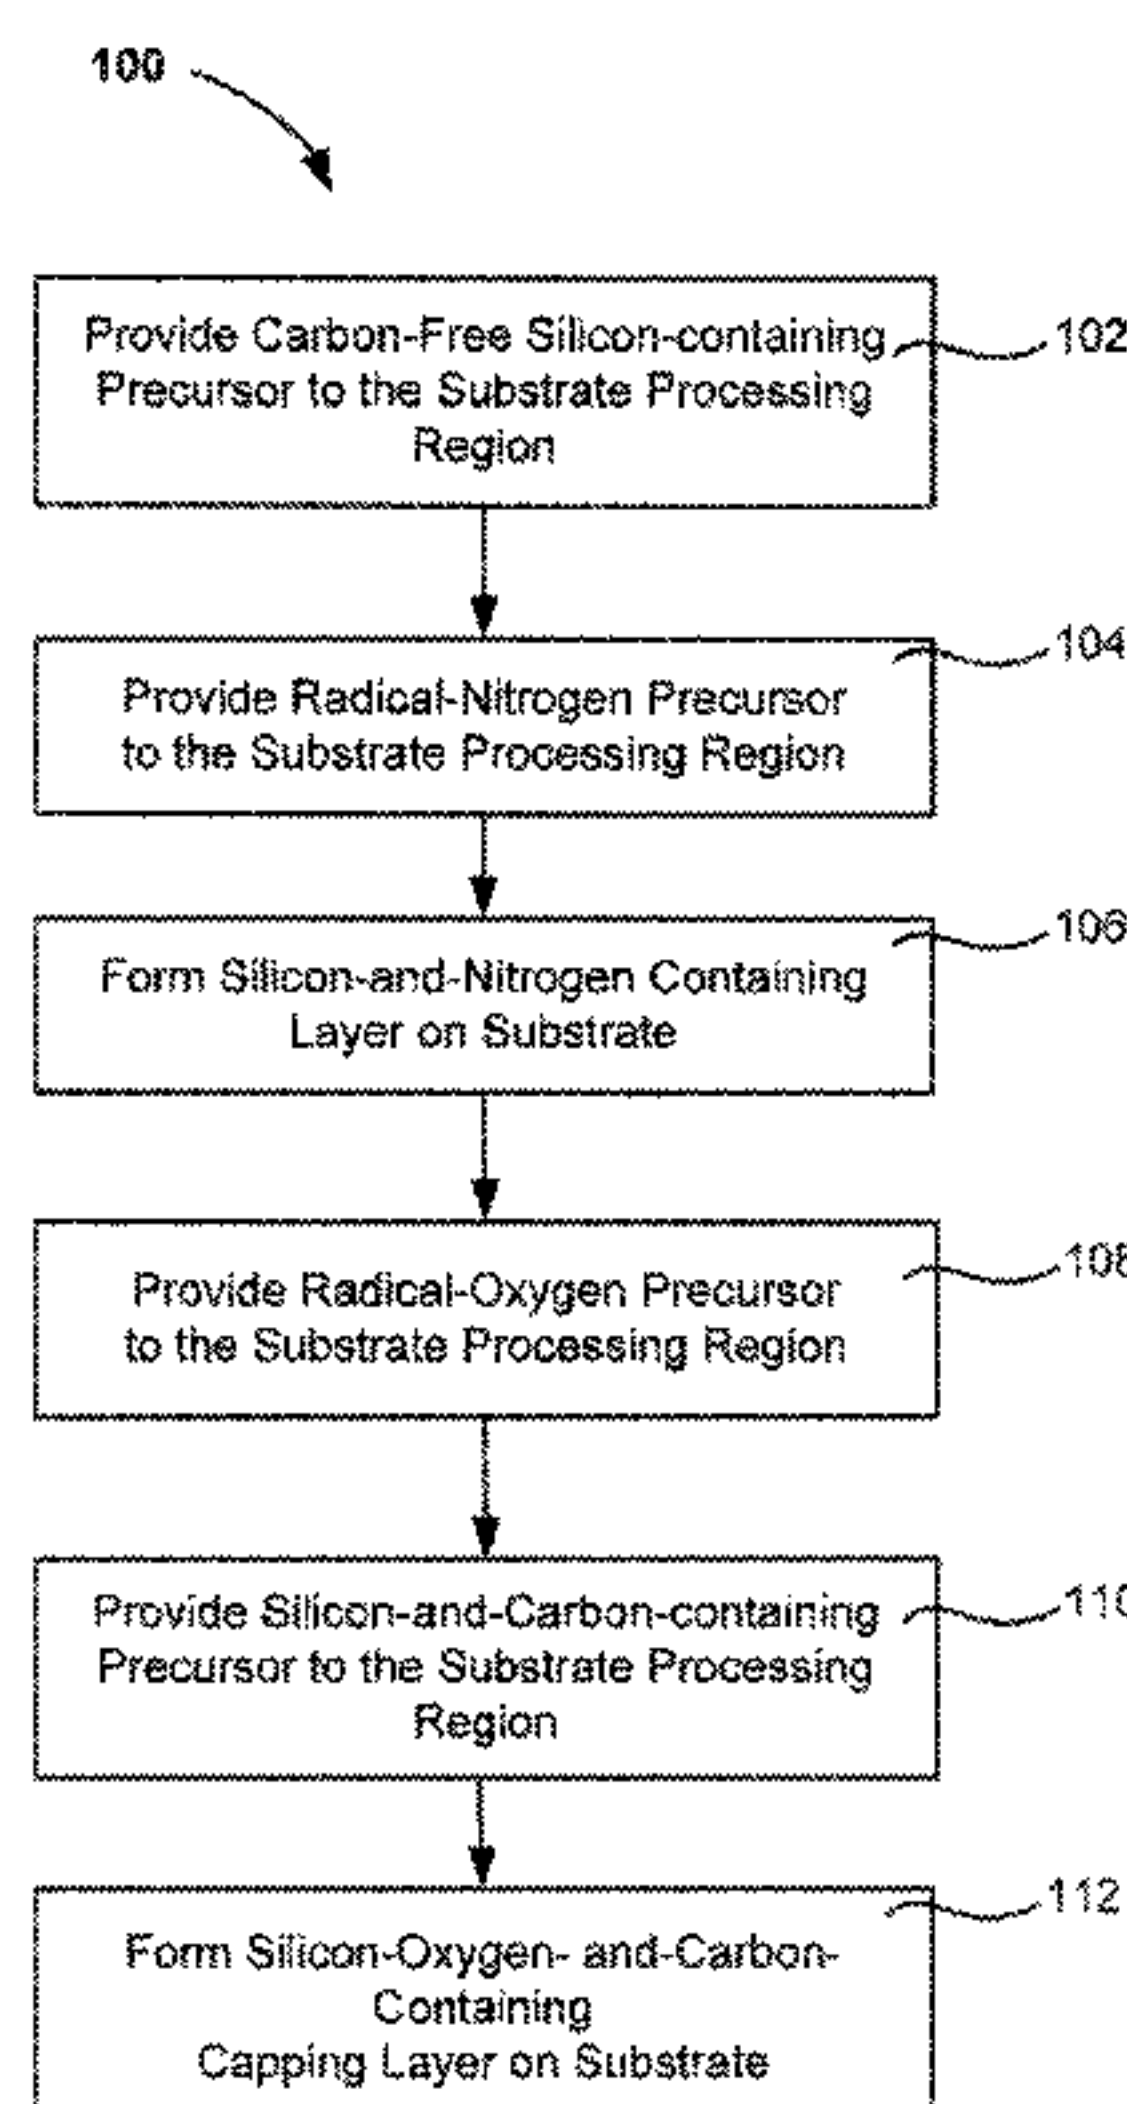 100
Provide Carbon-Free Silicon-containing
Precursor to the Substrate Processing
Region
102
Provide Radical-Nitrogen Precursor
to the Substrate Processing Region
104
Form Silicon-and-Nitrogen Containing
Layer on Substrate
106
Provide Radical-Oxygen Precursor
to the Substrate Processing Region
108
Provide Silicon-and-Carbon-containing
Precursor to the Substrate Processing
Region
110
Form Silicon-Oxygen- and-Carbon-
Containing
Capping Layer on Substrate
112